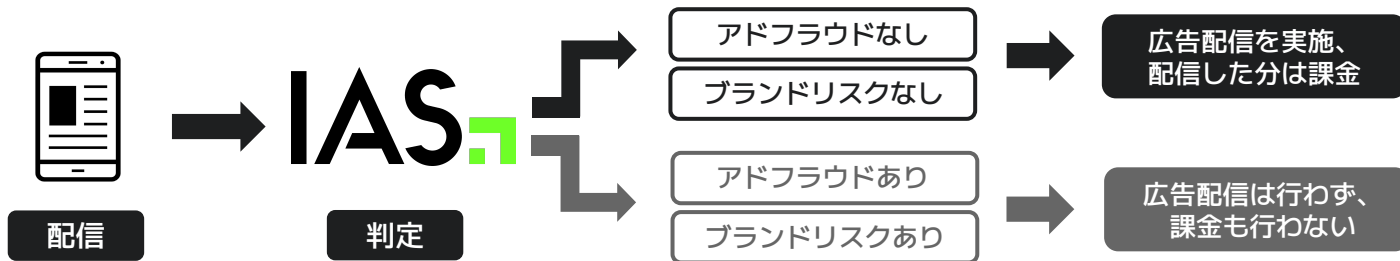 配信
IAS
判定
アドフラウドなし
ブランドリスクなし
広告配信を実施、
配信した分は課金
アドフラウドあり
ブランドリスクあり
広告配信は行わず、
課金も行わない